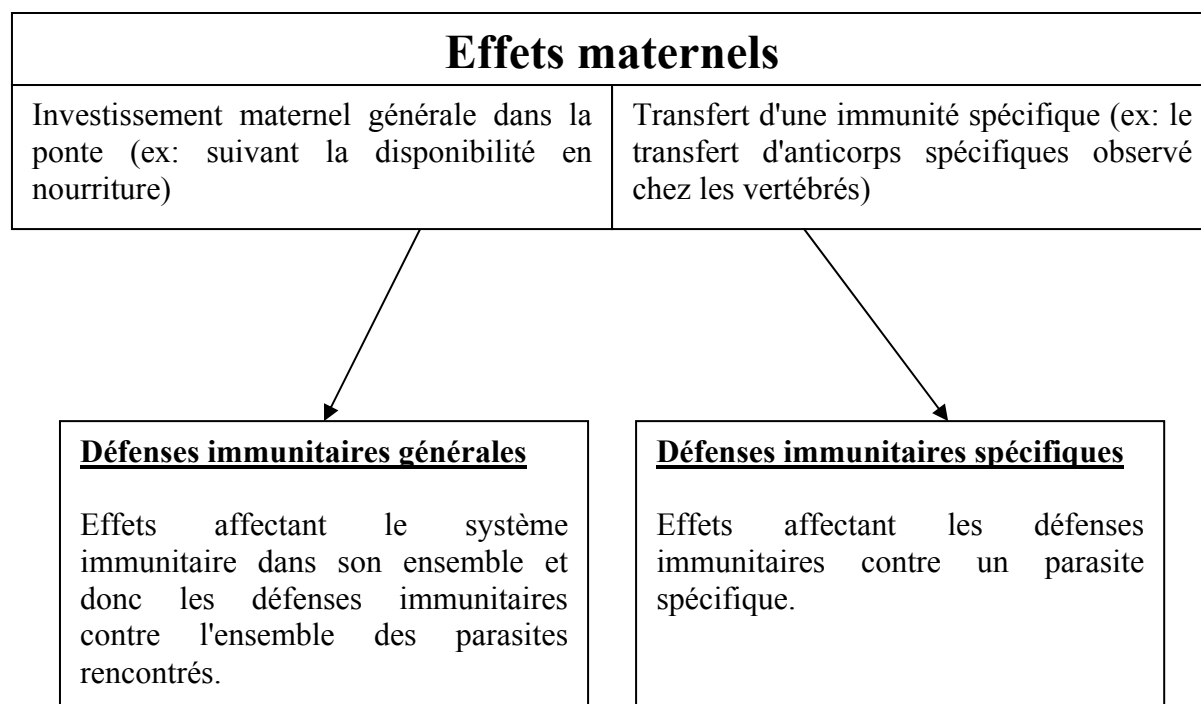 Effets maternels
Investissement maternel générale dans la
ponte (ex: suivant la disponibilité en
nourriture)
Transfert d'une immunité spécifique (ex: le
transfert d'anticorps spécifiques observé
chez les vertébrés)
Défenses immunitaires générales
Effets affectant le système
immunitaire dans son ensemble et
donc les défenses immunitaires
contre l'ensemble des parasites
rencontrés.
Défenses immunitaires spécifiques
Effets affectant les défenses
immunitaires contre un parasite
spécifique.